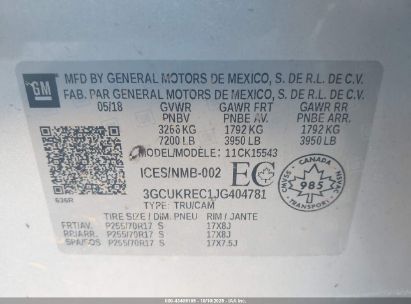 GM
MFD BY GENERAL MOTORS DE MEXICO, S. DE R.L. DE C.V.
FAB. PAR GENERAL MOTORS DE MEXICO, S. DE R.L. DE C.V.
05/18 GVWR GAWR FRT GAWR RR
PNBV PNBE AV. PNBE ARR.
3266 KG 1792 KG 1792 KG
7200 LB 3950 LB 3950 LB
MODEL/MODELE: 11CK15543
ICES/NMB-002 EC
CANADA 985
3GCUKREC1JG404781
636R TYPE: TRU/CAM
TIRE SIZE / DIM. PNEU RIM / JANTE
FRT/AV. P255/70R17 S 17X8J
RR/ARR. P255/70R17 S 17X8J
SPA/SOS P255/70R17 S 17X7.5J